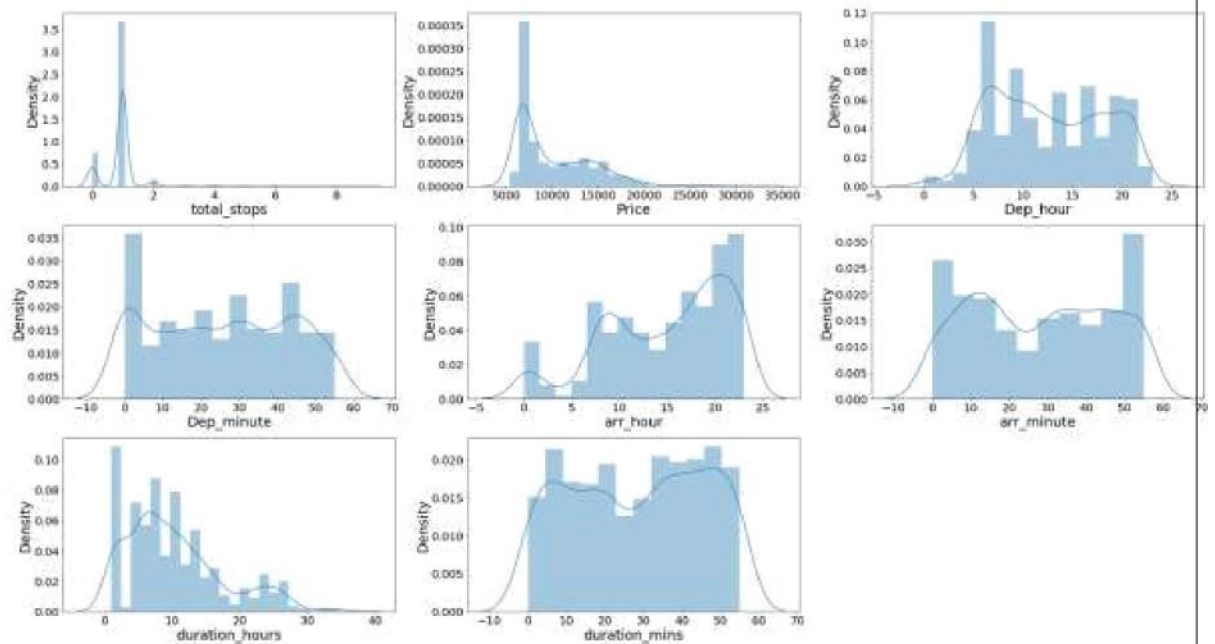 3.5
3.0
2.5
2.0
1.5
1.0
0.5
0.0
Density
0 2 4 6 8
total_stops
0.00035
0.00030
0.00025
0.00020
0.00015
0.00010
0.00005
0.00000
Density
5000 10000 15000 20000 25000 30000 35000
Price
0.12
0.10
0.08
0.06
0.04
0.02
0.00
Density
−5 0 5 10 15 20 25
Dep_hour
0.035
0.030
0.025
0.020
0.015
0.010
0.005
0.000
Density
−10 0 10 20 30 40 50 60 70
Dep_minute
0.10
0.08
0.06
0.04
0.02
0.00
Density
−5 0 5 10 15 20 25
arr_hour
0.030
0.025
0.020
0.015
0.010
0.005
0.000
Density
−10 0 10 20 30 40 50 60 70
arr_minute
0.10
0.08
0.06
0.04
0.02
0.00
Density
0 10 20 30 40
duration_hours
0.020
0.015
0.010
0.005
0.000
Density
−10 0 10 20 30 40 50 60 70
duration_mins